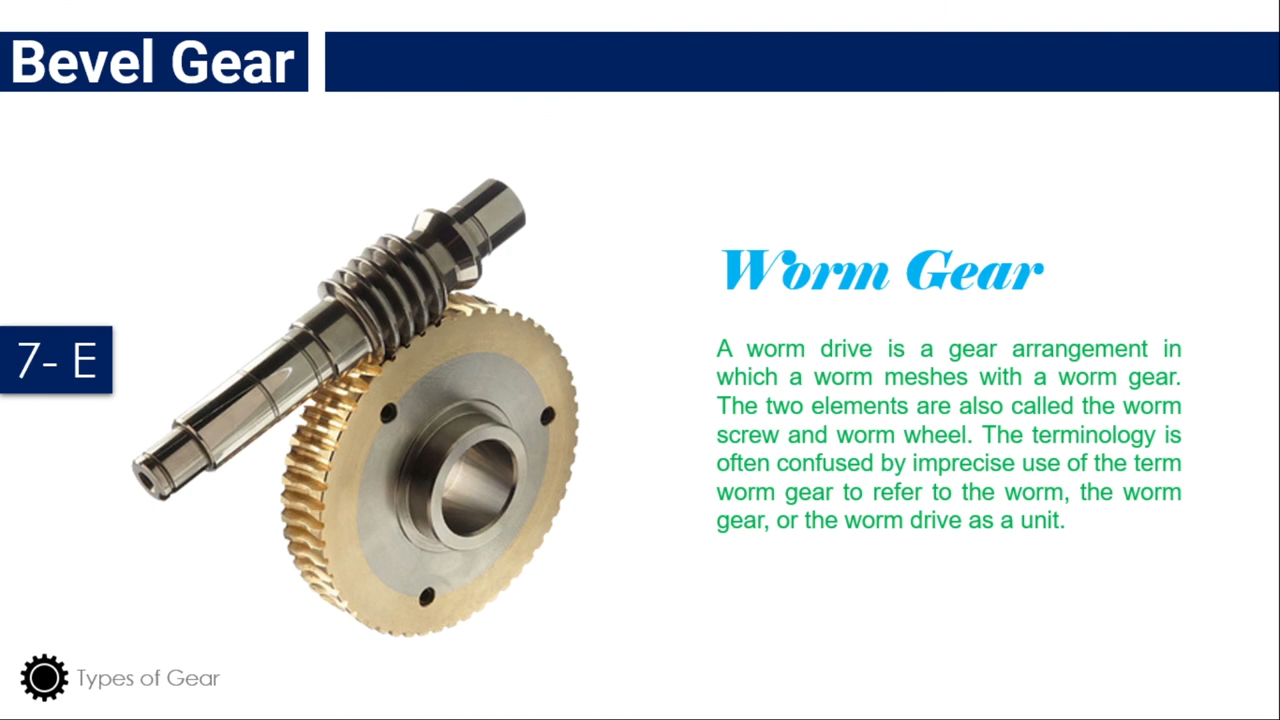 Bevel Gear
Worm Gear
7- E
A worm drive is a gear arrangement in
which a worm meshes with a worm gear.
The two elements are also called the worm
screw and worm wheel. The terminology is
often confused by imprecise use of the term
worm gear to refer to the worm, the worm
gear, or the worm drive as a unit.
Types of Gear